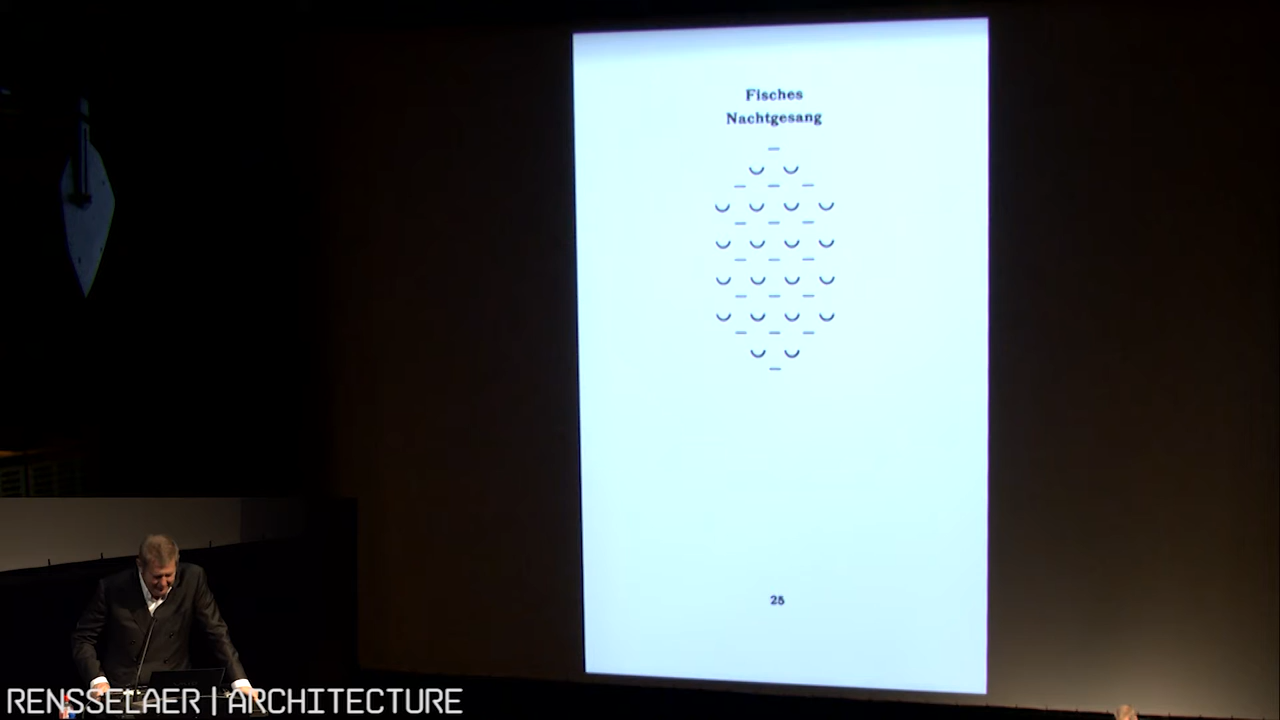 Fisches
Nachtgesang
–
◡ ◡
– – –
◡ ◡ ◡ ◡
– – –
◡ ◡ ◡ ◡
– – –
◡ ◡ ◡ ◡
– – –
◡ ◡ ◡ ◡
– – –
◡ ◡
–
25
RENSSELAER | ARCHITECTURE